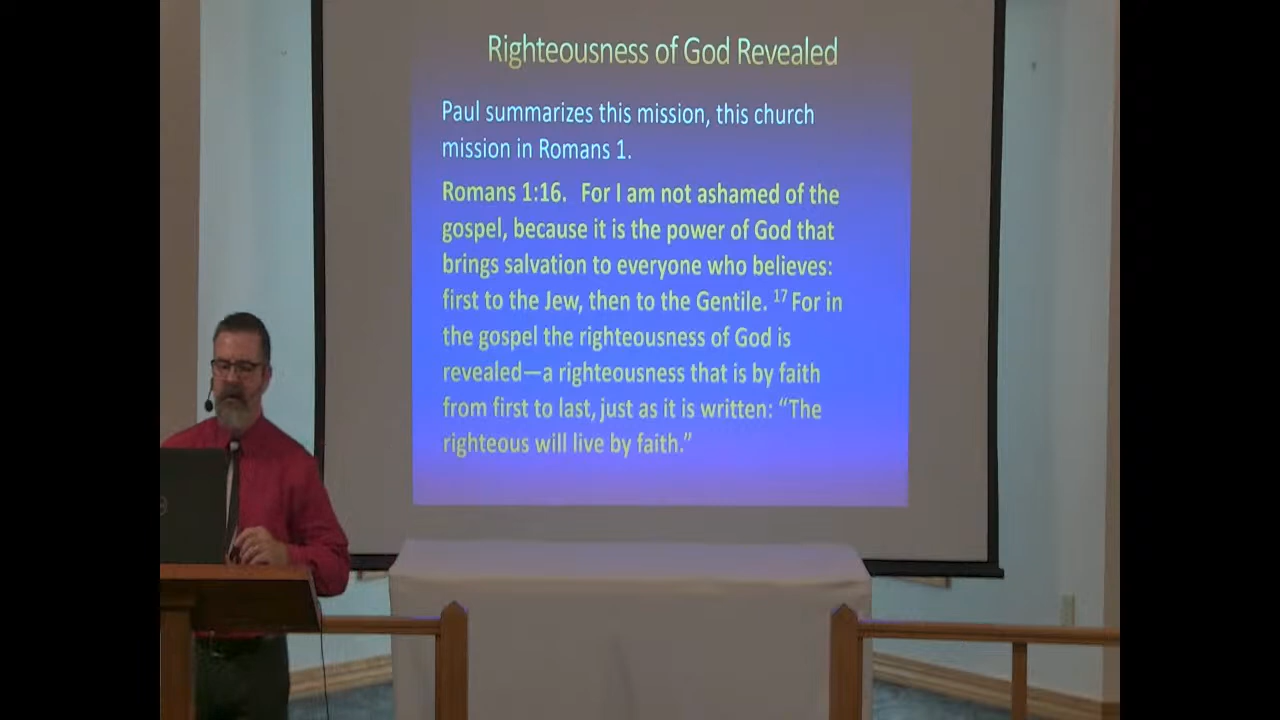 Righteousness of God Revealed
Paul summarizes this mission, this church
mission in Romans 1.
Romans 1:16. For I am not ashamed of the
gospel, because it is the power of God that
brings salvation to everyone who believes:
first to the Jew, then to the Gentile. ¹⁷ For in
the gospel the righteousness of God is
revealed—a righteousness that is by faith
from first to last, just as it is written: “The
righteous will live by faith.”